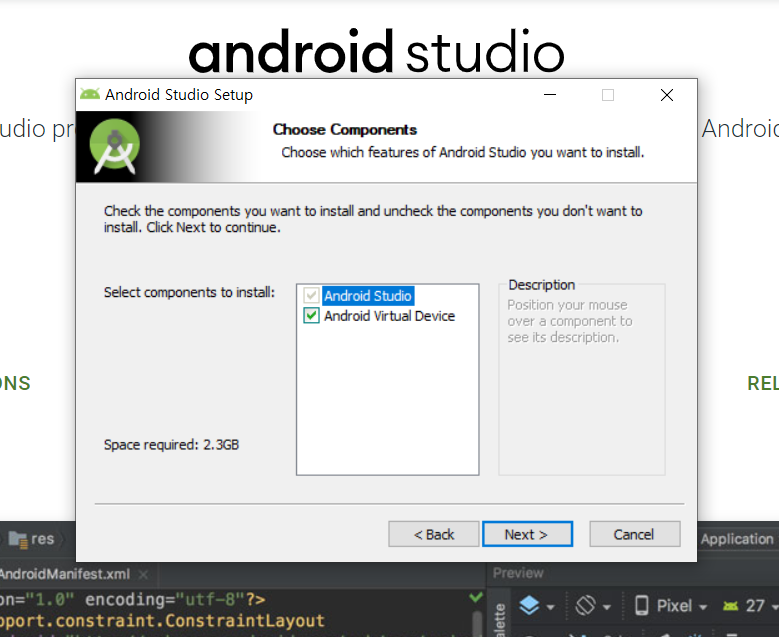 android studio
Android Studio Setup
udio pr
Android
Choose Components
Choose which features of Android Studio you want to install.
Check the components you want to install and uncheck the components you don't want to
install. Click Next to continue.
Select components to install:
Android Studio
Android Virtual Device
Description
Position your mouse
over a component to
see its description.
ONS
REL
Space required: 2.3GB
< Back
Next >
Cancel
res
Application
AndroidManifest.xml
Preview
on="1.0" encoding="utf-8"?>
pport.constraint.ConstraintLayout
alette
Pixel
27